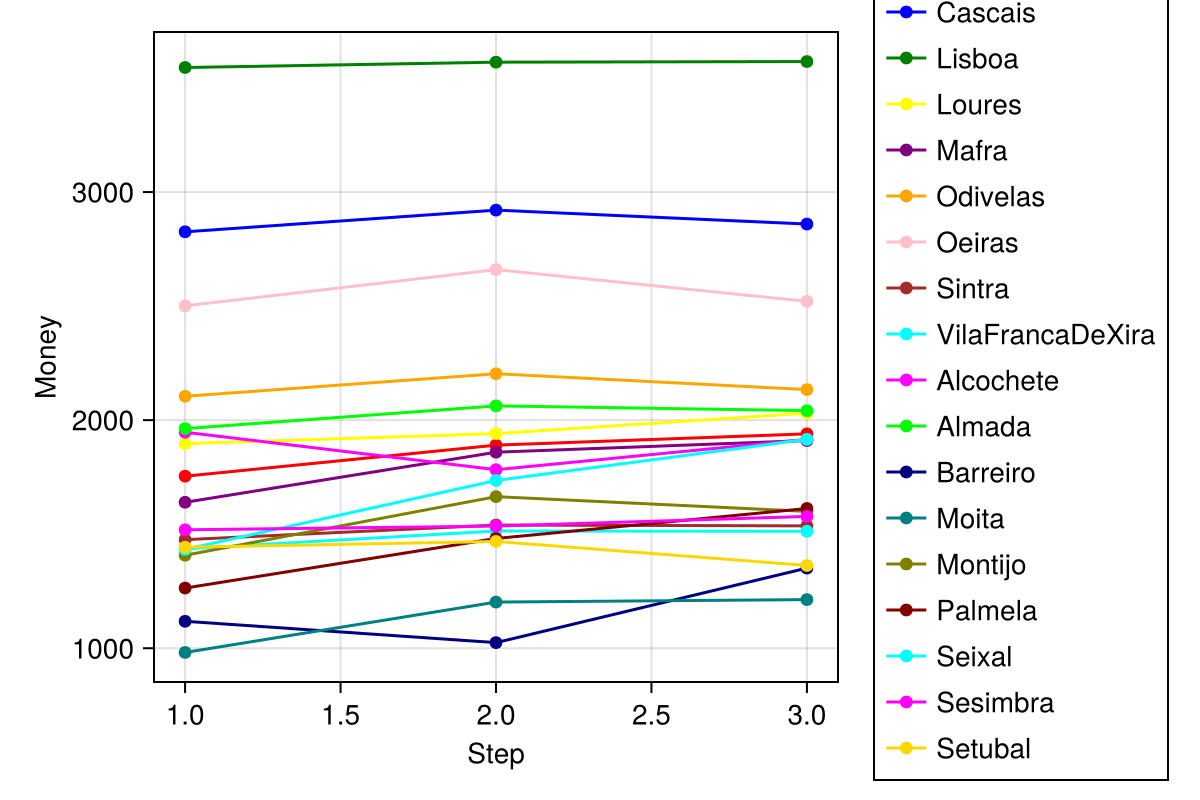 Cascais
Lisboa
Loures
Mafra
Odivelas
Oeiras
Sintra
VilaFrancaDeXira
Alcochete
Almada
Barreiro
Moita
Montijo
Palmela
Seixal
Sesimbra
Setubal
Money
3000
2000
1000
1.0 1.5 2.0 2.5 3.0
Step